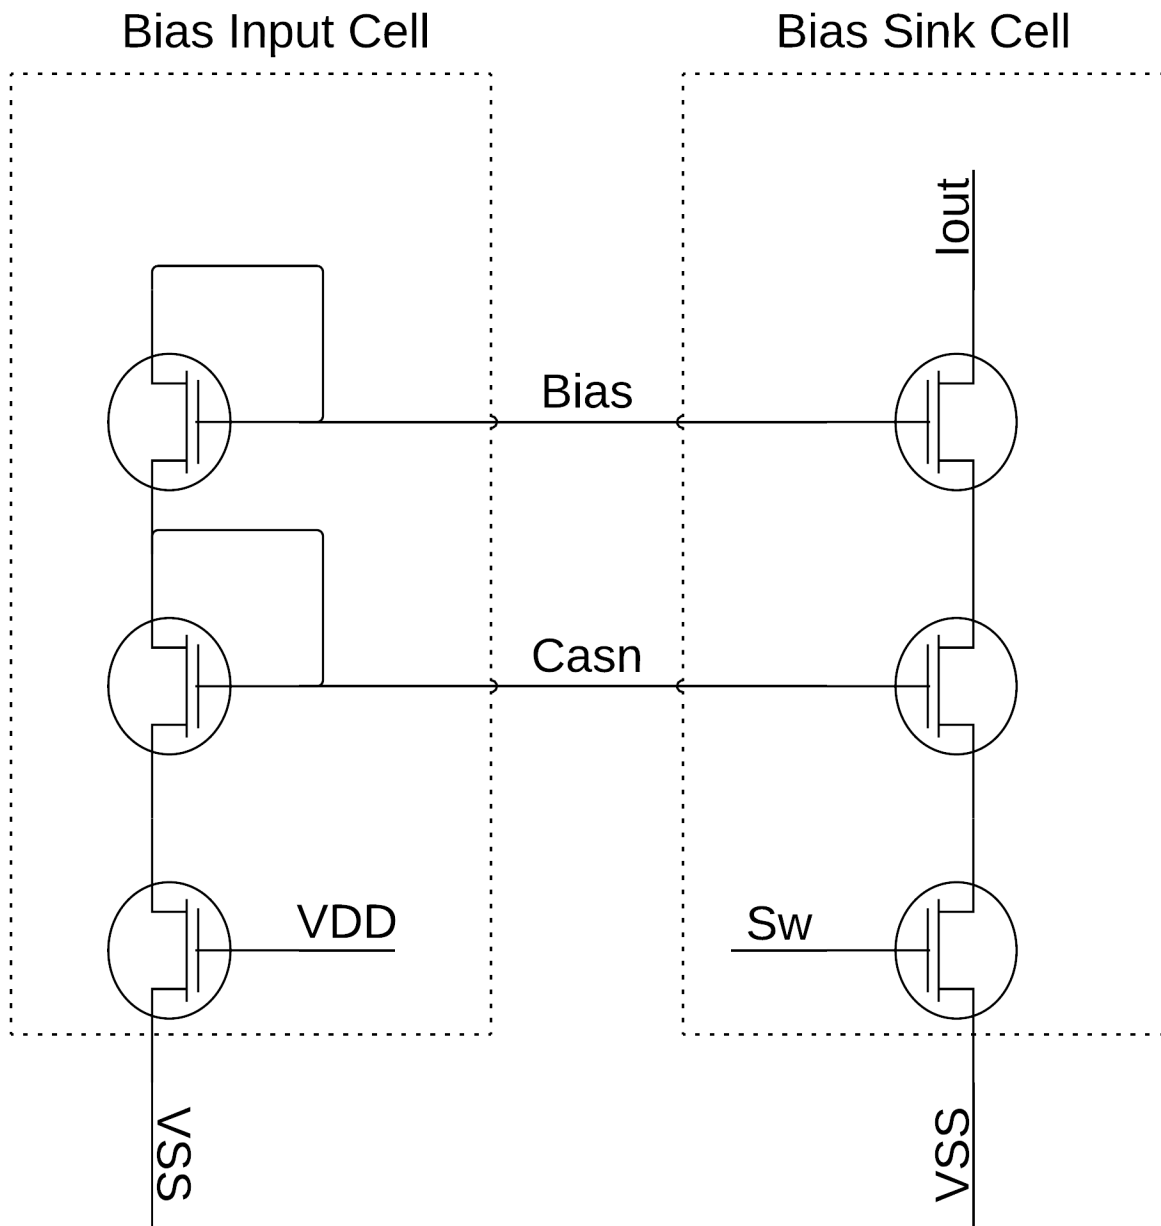 Bias Input Cell
Bias Sink Cell
Iout
Bias
Casn
VDD
Sw
VSS
VSS